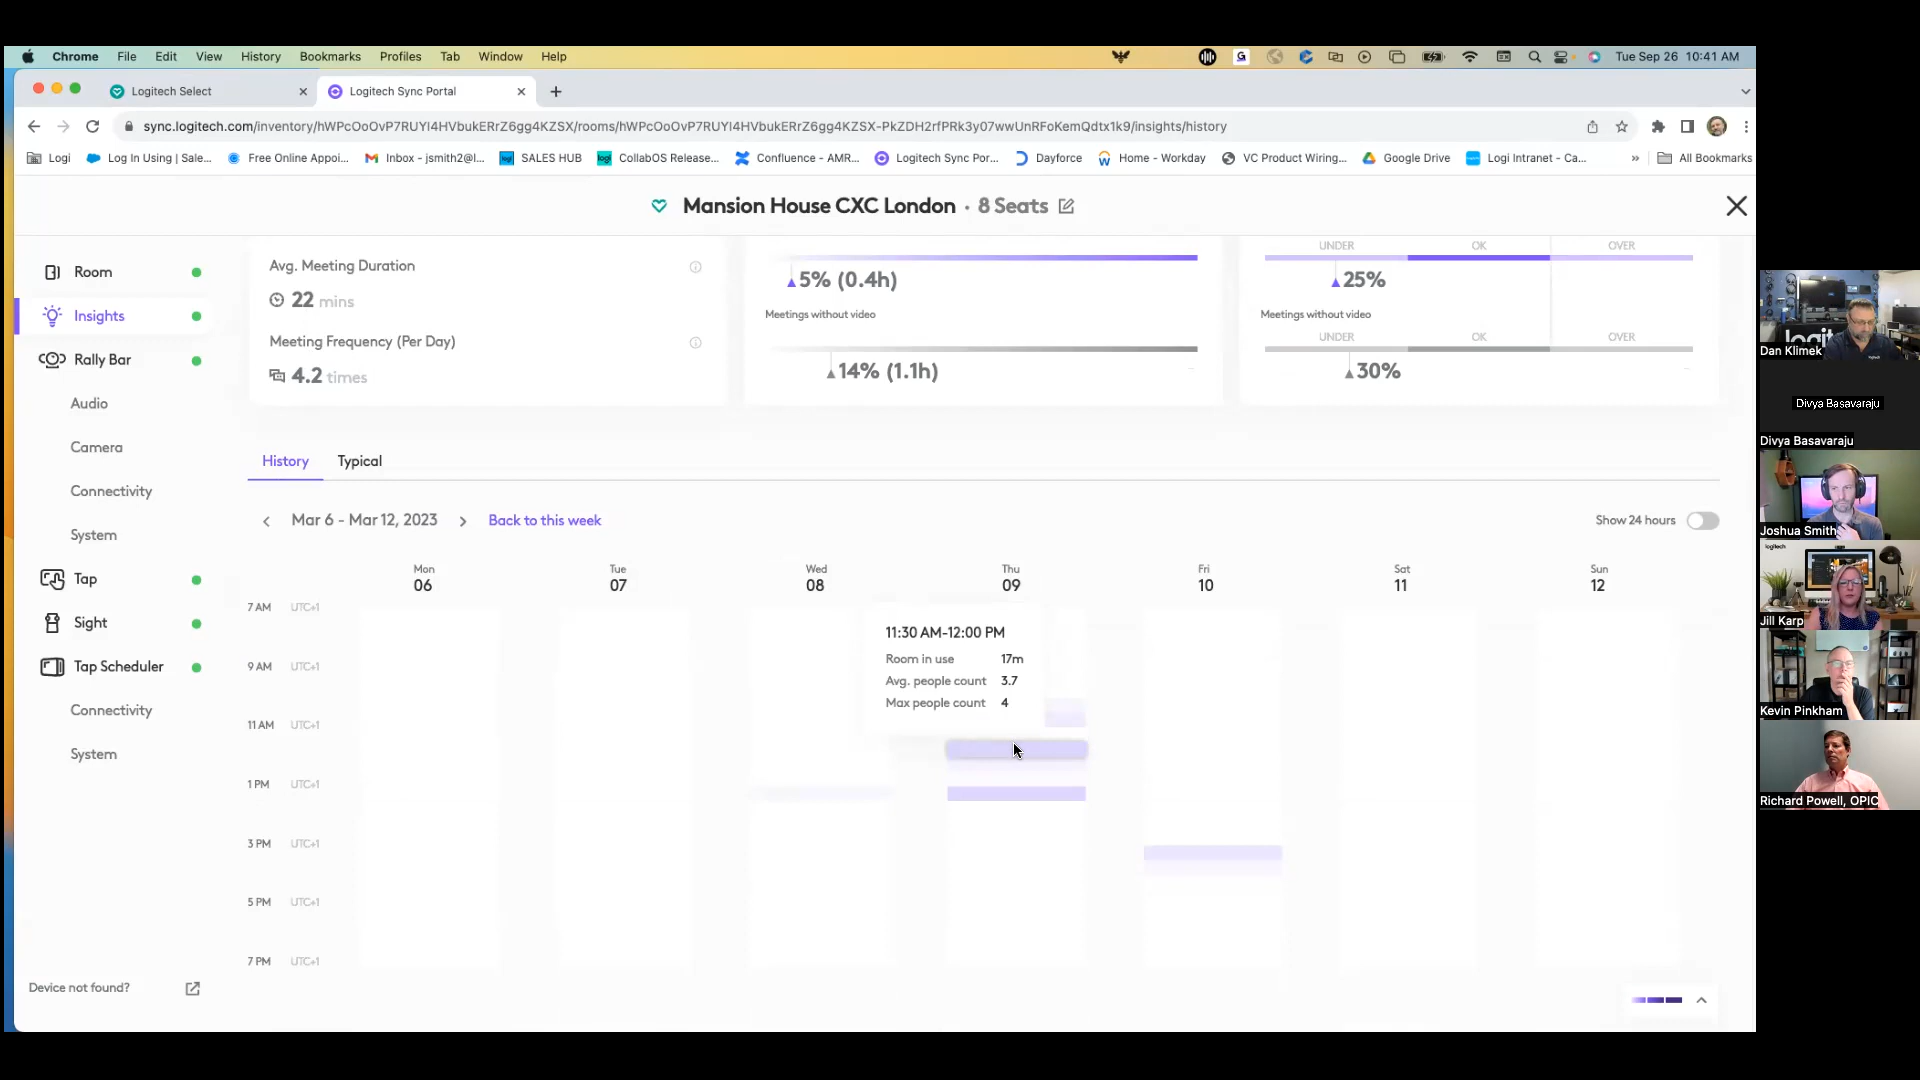 Chrome File Edit View History Bookmarks Profiles Tab Window Help Tue Sep 26 10:41 AM
Logitech Select Logitech Sync Portal
sync.logitech.com/inventory/hWPcOoOvP7RUYI4HVbukERrZ6gg4KZSX/rooms/hWPcOoOvP7RUYI4HVbukERrZ6gg4KZSX-PkZDH2rfPRk3y07wwUnRFoKemQdtx1k9/insights/history
Logi Log In Using | Sale... Free Online Appoi... Inbox - jsmith2@l... SALES HUB CollabOS Release... Confluence - AMR... Logitech Sync Por... Dayforce Home - Workday VC Product Wiring... Google Drive Logi Intranet - Ca... » All Bookmarks
Mansion House CXC London · 8 Seats
Room
Insights
Rally Bar
Audio
Camera
Connectivity
System
Tap
Sight
Tap Scheduler
Connectivity
System
Device not found?
Avg. Meeting Duration
22 mins
Meeting Frequency (Per Day)
4.2 times
5% (0.4h)
Meetings without video
14% (1.1h)
UNDER OK OVER
25%
Meetings without video
UNDER OK OVER
30%
History Typical
Mar 6 - Mar 12, 2023 Back to this week Show 24 hours
Mon Tue Wed Thu Fri Sat Sun
06 07 08 09 10 11 12
7 AM UTC+1
9 AM UTC+1
11 AM UTC+1
1 PM UTC+1
3 PM UTC+1
5 PM UTC+1
7 PM UTC+1
11:30 AM-12:00 PM
Room in use 17m
Avg. people count 3.7
Max people count 4
Dan Klimek
Divya Basavaraju
Divya Basavaraju
Joshua Smith
logitech
Jill Karp
Kevin Pinkham
Richard Powell, OPIC